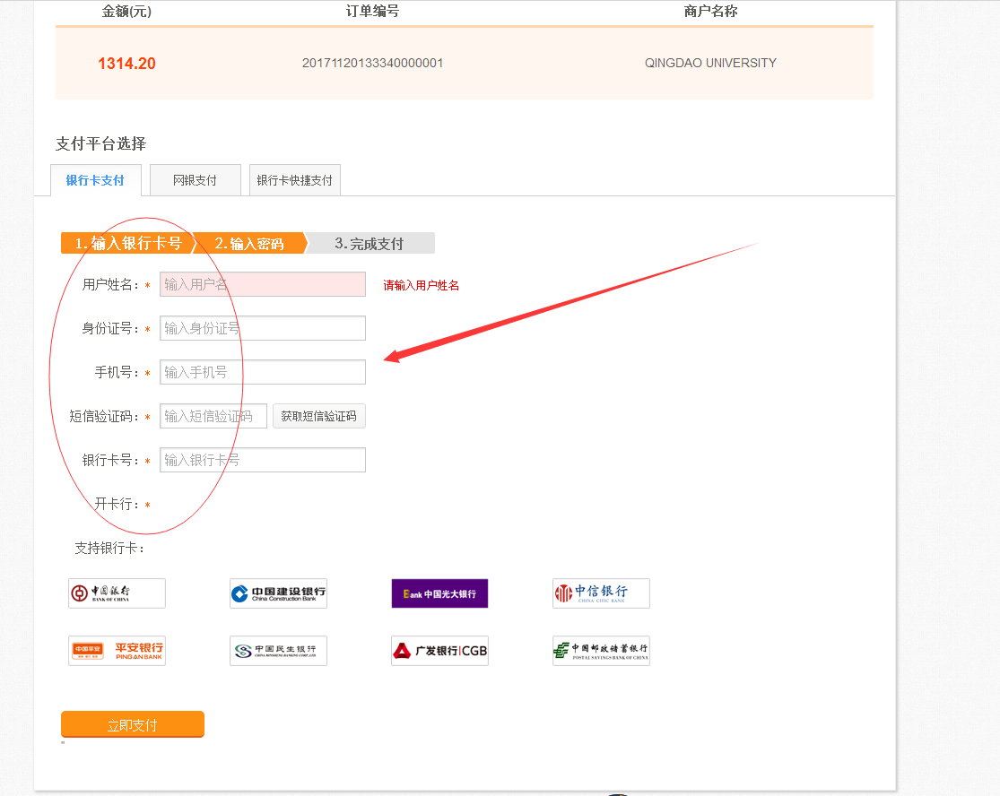 金额(元) 订单编号 商户名称
1314.20 20171120133340000001 QINGDAO UNIVERSITY
支付平台选择
银行卡支付 网银支付 银行卡快捷支付
1.输入银行卡号 2.输入密码 3.完成支付
用户姓名：* 输入用户名 请输入用户姓名
身份证号：* 输入身份证号
手机号：* 输入手机号
短信验证码：* 输入短信验证码 获取短信验证码
银行卡号：* 输入银行卡号
开卡行：*
支持银行卡：
中国银行 中国建设银行 Bank 中国光大银行 中信银行
BANK OF CHINA China Construction Bank CHINA CITIC BANK
中国平安 平安银行 中国民生银行 广发银行|CGB 中国邮政储蓄银行
PINGAN BANK CHINA MINSHENG BANKING CORP.,LTD. POSTAL SAVINGS BANK OF CHINA
立即支付